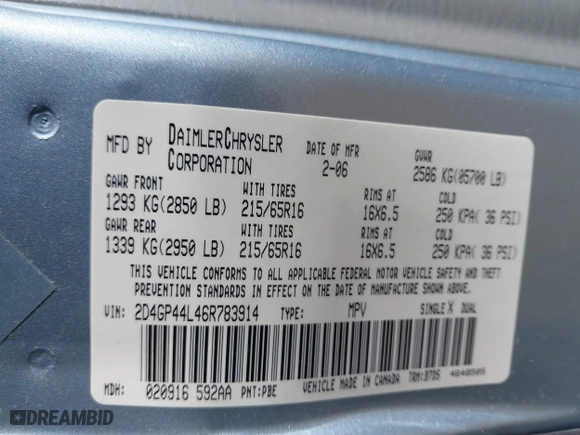 MFD BY DAIMLERCHRYSLER CORPORATION DATE OF MFR 2-06 GVWR 2586 KG(05700 LB)
GAWR FRONT WITH TIRES RIMS AT COLD
1293 KG(2850 LB) 215/65R16 16X6.5 250 KPA( 36 PSI)
GAWR REAR WITH TIRES RIMS AT COLD
1339 KG(2950 LB) 215/65R16 16X6.5 250 KPA( 36 PSI)
THIS VEHICLE CONFORMS TO ALL APPLICABLE FEDERAL MOTOR VEHICLE SAFETY AND THEFT
PREVENTION STANDARDS IN EFFECT ON THE DATE OF MANUFACTURE SHOWN ABOVE.
VIN: 2D4GP44L46R783914 TYPE: MPV SINGLE X DUAL
MDH: 020916 592AA PNT:PBE VEHICLE MADE IN CANADA TRM:B7D5 4648505
DREAMBID